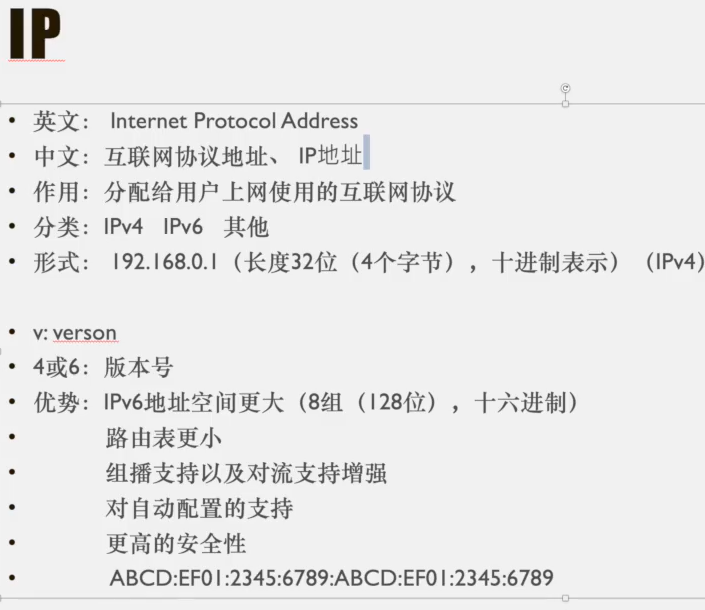 IP
• 英文： Internet Protocol Address
• 中文：互联网协议地址、 IP地址
• 作用：分配给用户上网使用的互联网协议
• 分类：IPv4 IPv6 其他
• 形式： 192.168.0.1（长度32位（4个字节），十进制表示）（IPv4）
• v: verson
• 4或6：版本号
• 优势：IPv6地址空间更大（8组（128位），十六进制）
• 路由表更小
• 组播支持以及对流支持增强
• 对自动配置的支持
• 更高的安全性
• ABCD:EF01:2345:6789:ABCD:EF01:2345:6789